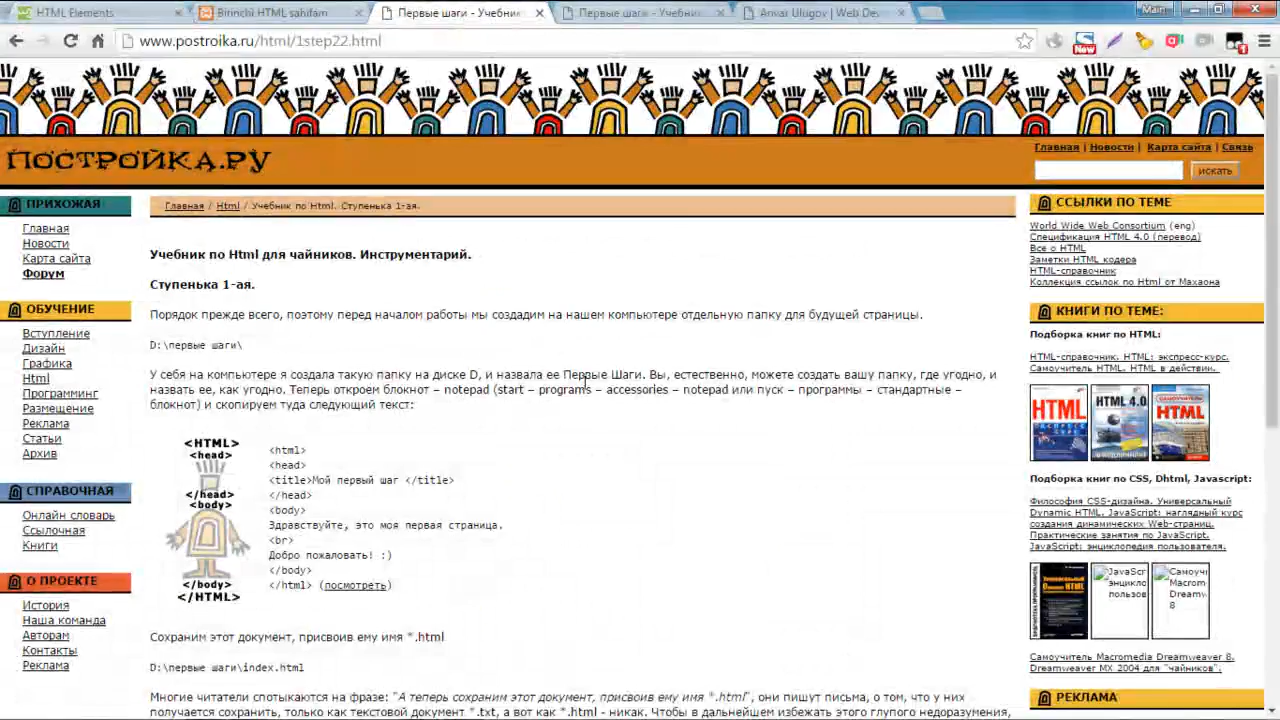 HTML Elements
Birinchi HTML sahifam
Первые шаги - Учебник
Первые шаги - Учебник
Anvar Ulugov | Web De
Main
www.postroika.ru/html/1step22.html
New
ПОСТРОЙКА.РУ
Главная | Новости | Карта сайта | Связь
искать
ПРИХОЖАЯ
Главная
Новости
Карта сайта
Форум
ОБУЧЕНИЕ
Вступление
Дизайн
Графика
Html
Программинг
Размещение
Реклама
Статьи
Архив
СПРАВОЧНАЯ
Онлайн словарь
Ссылочная
Книги
О ПРОЕКТЕ
История
Наша команда
Авторам
Контакты
Реклама
Главная / Html / Учебник по Html. Ступенька 1-ая.
Учебник по Html для чайников. Инструментарий.
Ступенька 1-ая.
Порядок прежде всего, поэтому перед началом работы мы создадим на нашем компьютере отдельную папку для будущей страницы.
D:\первые шаги\
У себя на компьютере я создала такую папку на диске D, и назвала ее Первые Шаги. Вы, естественно, можете создать вашу папку, где угодно, и
назвать ее, как угодно. Теперь откроем блокнот – notepad (start – programs – accessories – notepad или пуск – программы – стандартные –
блокнот) и скопируем туда следующий текст:
<HTML>
<head>
</head>
<body>
</body>
</HTML>
<html>
<head>
<title>Мой первый шаг </title>
</head>
<body>
Здравствуйте, это моя первая страница.
<br>
Добро пожаловать! :)
</body>
</html> (посмотреть)
Сохраним этот документ, присвоив ему имя *.html
D:\первые шаги\index.html
Многие читатели спотыкаются на фразе: "А теперь сохраним этот документ, присвоив ему имя *.html", они пишут письма, о том, что у них
получается сохранить, только как текстовой документ *.txt, а вот как *.html - никак. Чтобы в дальнейшем избежать этого глупого недоразумения,
ССЫЛКИ ПО ТЕМЕ
World Wide Web Consortium (eng)
Спецификация HTML 4.0 (перевод)
Все о HTML
Заметки HTML кодера
HTML-справочник
Коллекция ссылок по Html от Махаона
КНИГИ ПО ТЕМЕ:
Подборка книг по HTML:
HTML-справочник. HTML: экспресс-курс.
Самоучитель HTML. HTML в действии.
HTML
HTML 4.0
HTML
Подборка книг по CSS, Dhtml, Javascript:
Философия CSS-дизайна. Универсальный
Dynamic HTML. JavaScript: наглядный курс
создания динамических Web-страниц.
Практические занятия по JavaScript.
JavaScript: энциклопедия пользователя.
JavaScr
энцикло
пользов
Самоуч
Macrom
Dreamw
8
Самоучитель Macromedia Dreamweaver 8.
Dreamweaver MX 2004 для "чайников".
РЕКЛАМА